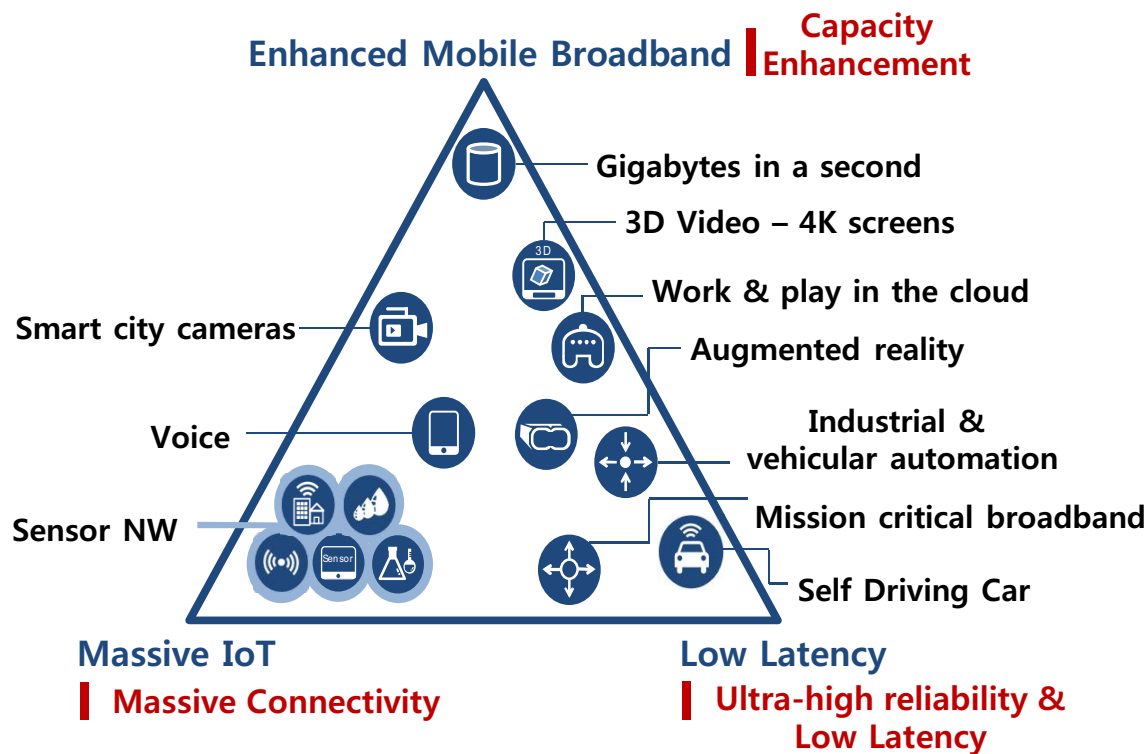 Enhanced Mobile Broadband
Capacity
Enhancement
Gigabytes in a second
3D Video – 4K screens
3D
Work & play in the cloud
Smart city cameras
Augmented reality
Voice
Industrial &
vehicular automation
Sensor NW
Mission critical broadband
Sensor
Self Driving Car
Massive IoT
Low Latency
Massive Connectivity
Ultra-high reliability &
Low Latency